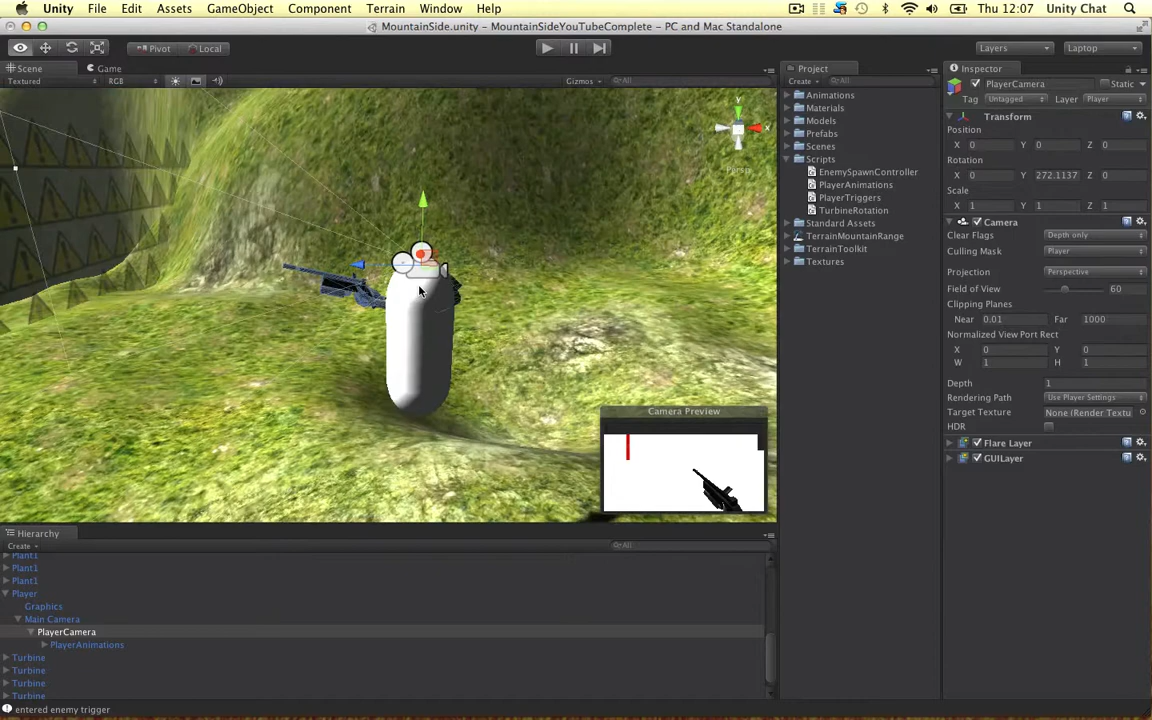 Unity File Edit Assets GameObject Component Terrain Window Help Thu 12:07 Unity Chat
MountainSide.unity - MountainSideYouTubeComplete - PC and Mac Standalone
Pivot Local Layers Laptop
Scene Game Project Inspector
Textured RGB Gizmos All Create All
PlayerCamera Static
Tag Untagged Layer Player
Transform
Position
X 0 Y 0 Z 0
Rotation
X 0 Y 272.1137 Z 0
Scale
X 1 Y 1 Z 1
Camera
Clear Flags Depth only
Culling Mask Player
Projection Perspective
Field of View 60
Clipping Planes
Near 0.01 Far 1000
Normalized View Port Rect
X 0 Y 0
W 1 H 1
Depth 1
Rendering Path Use Player Settings
Target Texture None (Render Textu
HDR
Flare Layer
GUILayer
Animations
Materials
Models
Prefabs
Scenes
Scripts
EnemySpawnController
PlayerAnimations
PlayerTriggers
TurbineRotation
Standard Assets
TerrainMountainRange
TerrainToolkit
Textures
y
x
Persp
Camera Preview
Hierarchy
Create All
Plant1
Plant1
Plant1
Player
Graphics
Main Camera
PlayerCamera
PlayerAnimations
Turbine
Turbine
Turbine
Turbine
entered enemy trigger